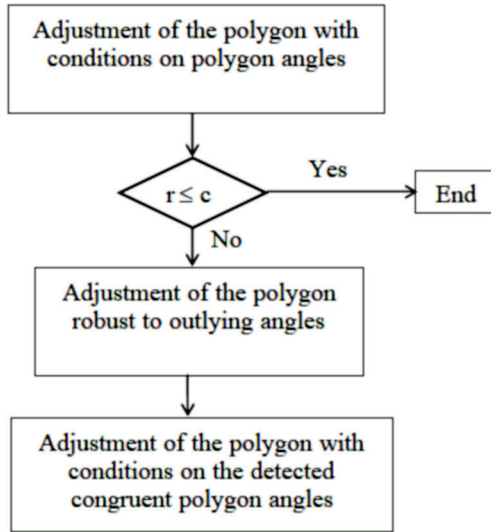 Adjustment of the polygon with
conditions on polygon angles
r ≤ c
Yes
End
No
Adjustment of the polygon
robust to outlying angles
Adjustment of the polygon with
conditions on the detected
congruent polygon angles